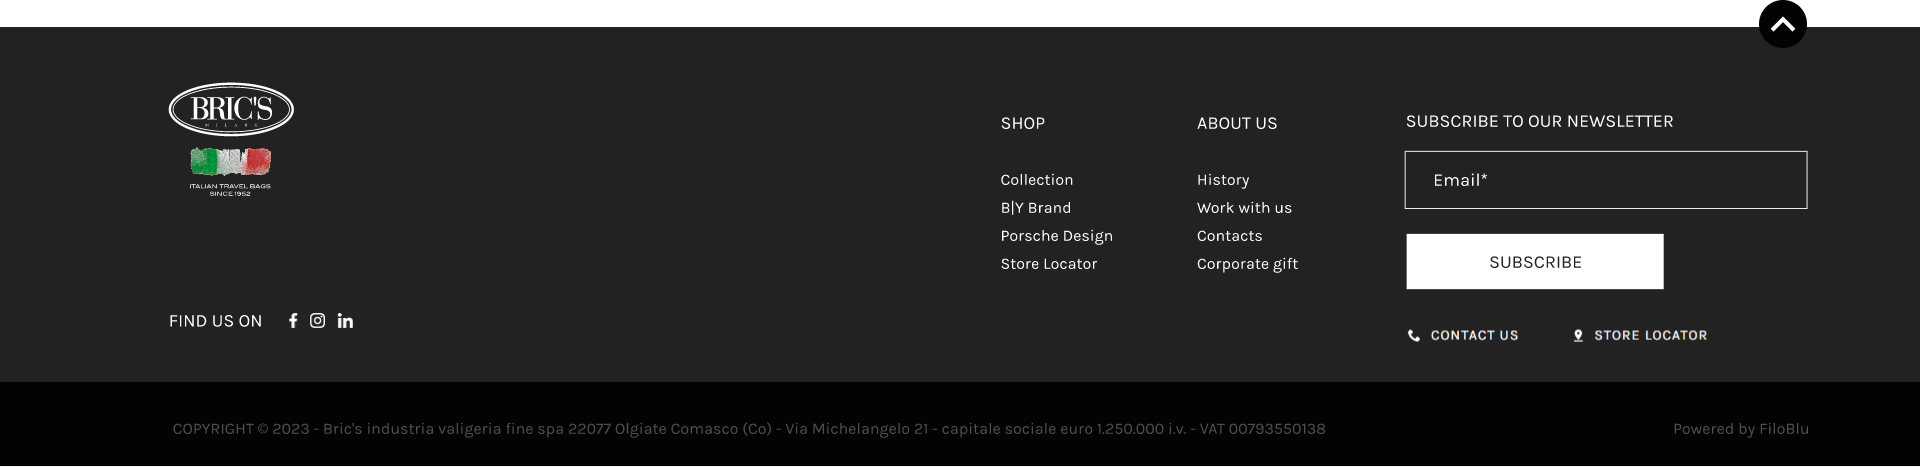 BRIC'S
MILANO
ITALIAN TRAVEL BAGS
SINCE 1952
FIND US ON
SHOP
Collection
B|Y Brand
Porsche Design
Store Locator
ABOUT US
History
Work with us
Contacts
Corporate gift
SUBSCRIBE TO OUR NEWSLETTER
Email*
SUBSCRIBE
CONTACT US
STORE LOCATOR
COPYRIGHT © 2023 - Bric's industria valigeria fine spa 22077 Olgiate Comasco (Co) - Via Michelangelo 21 - capitale sociale euro 1.250.000 i.v. - VAT 00793550138
Powered by FiloBlu